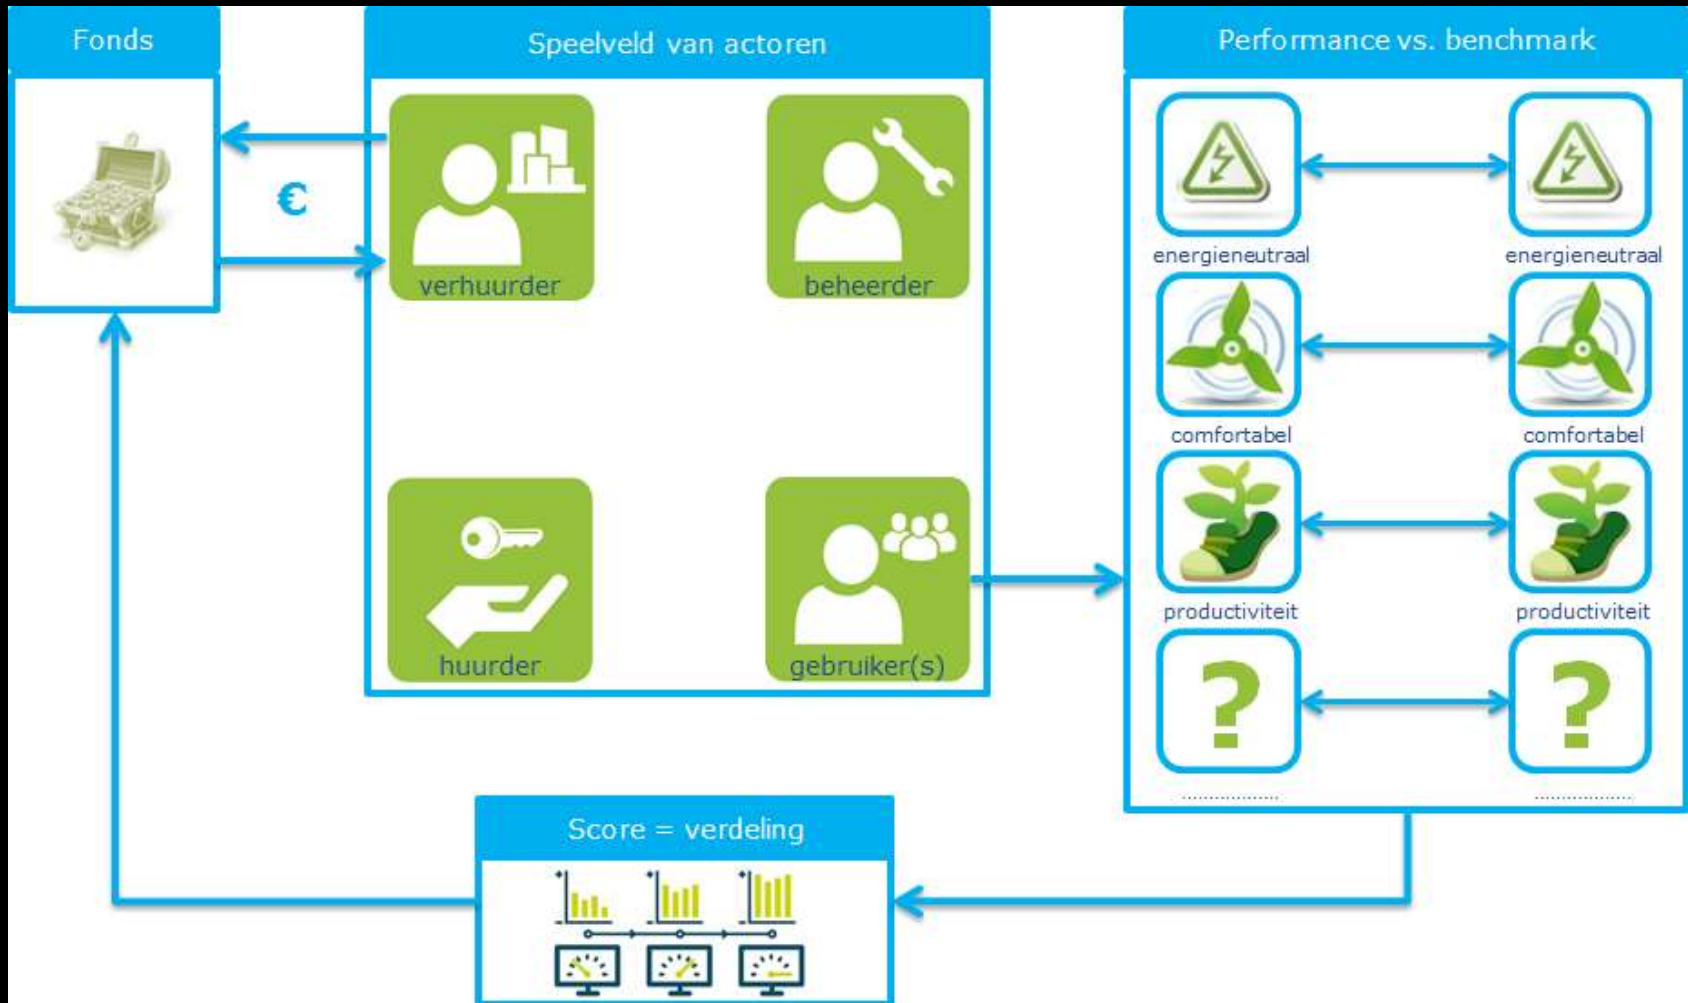 Fonds
Speelveld van actoren
Performance vs. benchmark
€
verhuurder
beheerder
energieneutraal
energieneutraal
comfortabel
comfortabel
huurder
gebruiker(s)
productiviteit
productiviteit
?
?
.................
.................
Score = verdeling